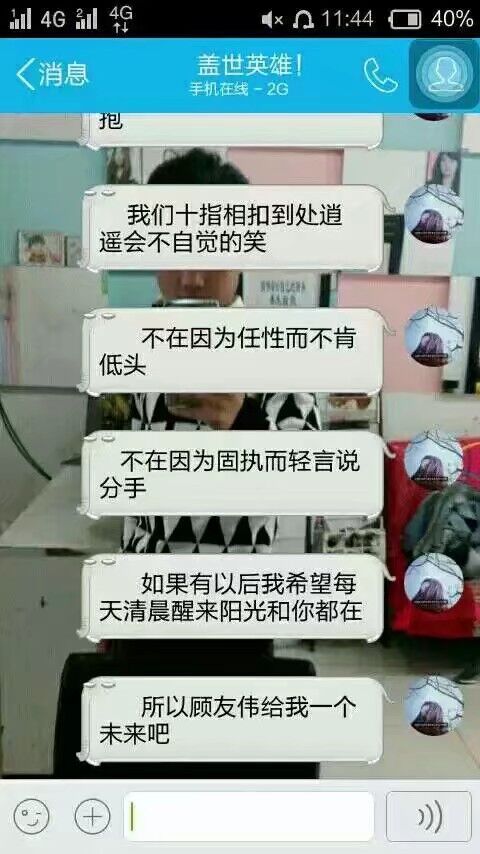 4G 4G 11:44 40%
消息
盖世英雄!
手机在线 - 2G
抱
我们十指相扣到处逍
遥会不自觉的笑
不在因为任性而不肯
低头
不在因为固执而轻言说
分手
如果有以后我希望每
天清晨醒来阳光和你都在
所以顾友伟给我一个
未来吧